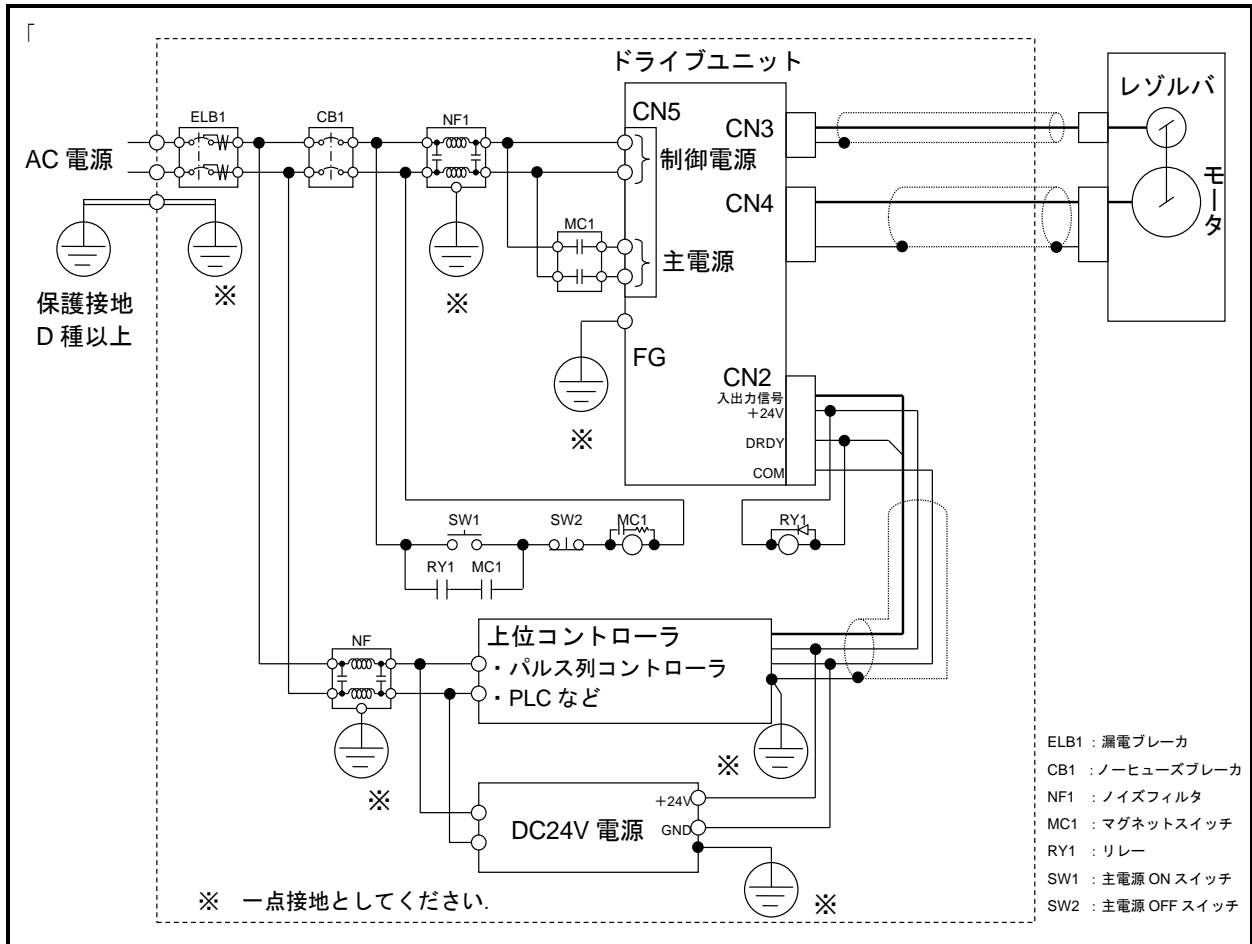 「
ドライブユニット
レゾルバ
ELB1
CB1
NF1
CN5
CN3
AC 電源
制御電源
モータ
CN4
MC1
主電源
※
※
保護接地
D 種以上
FG
CN2
入出力信号
+24V
※
DRDY
COM
SW1
SW2
MC1
RY1
RY1
MC1
NF
上位コントローラ
・パルス列コントローラ
・PLC など
※
※
+24V
DC24V 電源
GND
※
※ 一点接地としてください.
ELB1 : 漏電ブレーカ
CB1 : ノーヒューズブレーカ
NF1 : ノイズフィルタ
MC1 : マグネットスイッチ
RY1 : リレー
SW1 : 主電源 ON スイッチ
SW2 : 主電源 OFF スイッチ